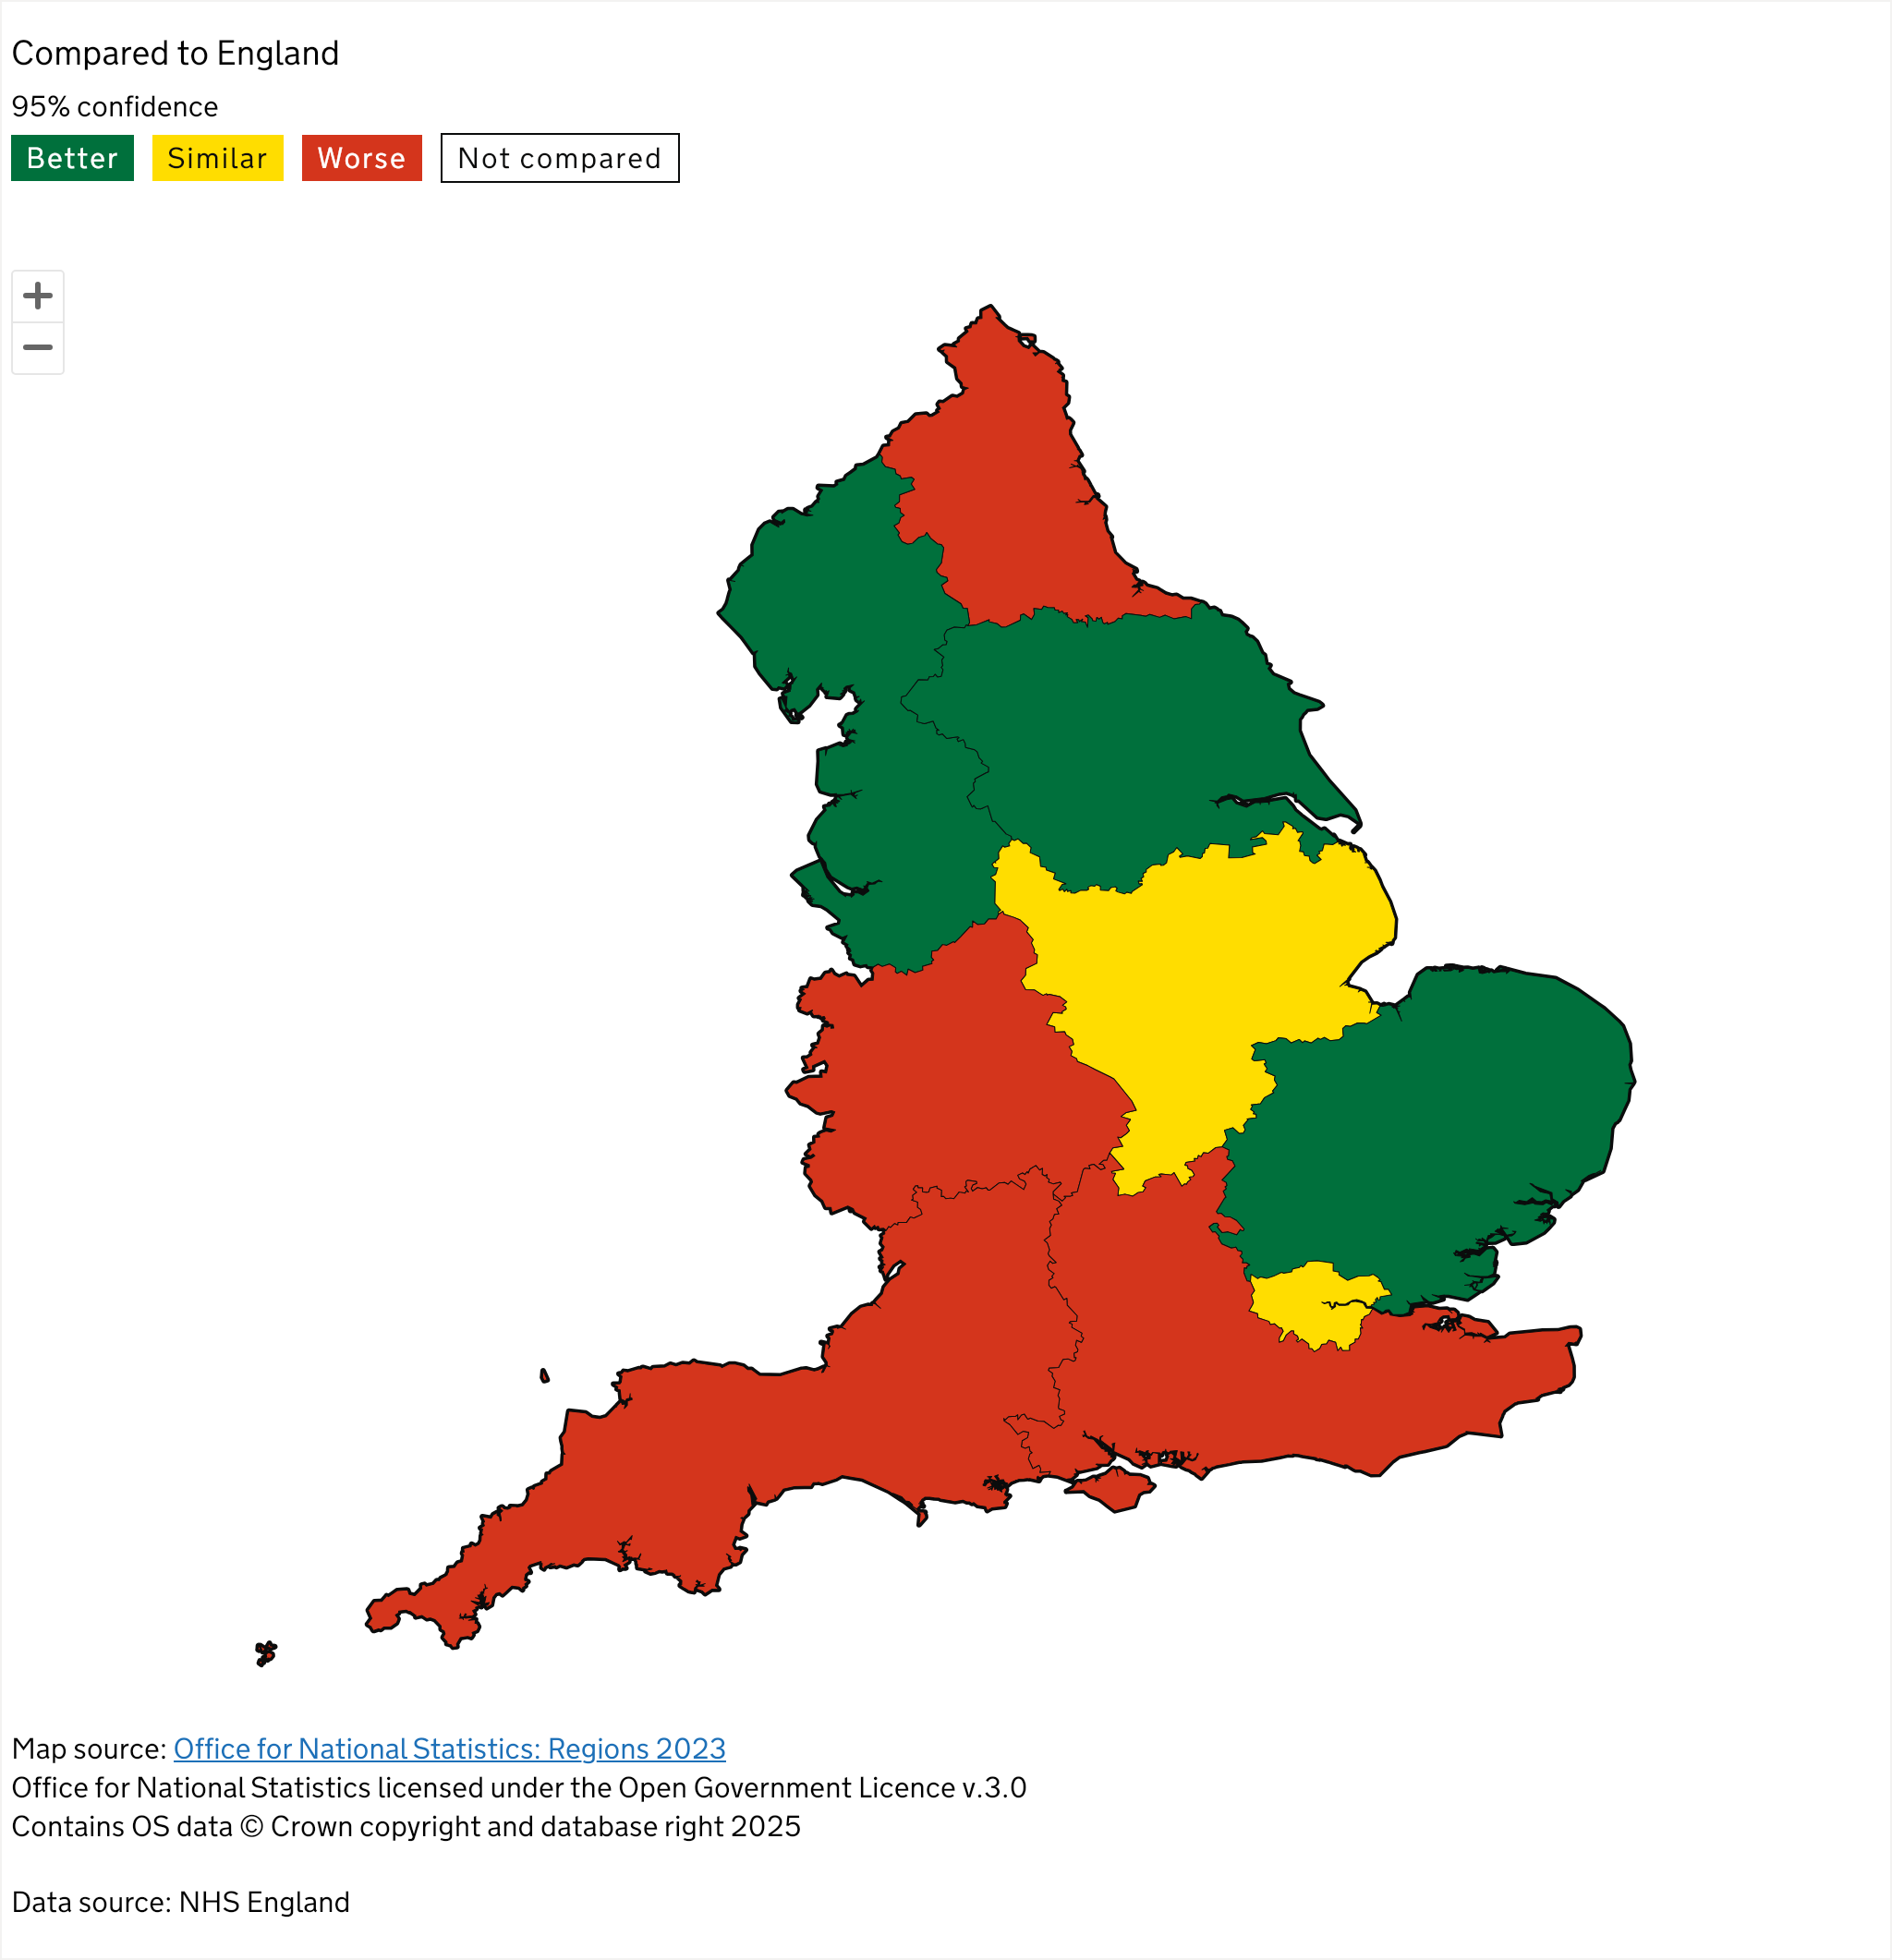 Compared to England
95% confidence
Better Similar Worse Not compared
+
−
Map source: Office for National Statistics: Regions 2023
Office for National Statistics licensed under the Open Government Licence v.3.0
Contains OS data © Crown copyright and database right 2025
Data source: NHS England